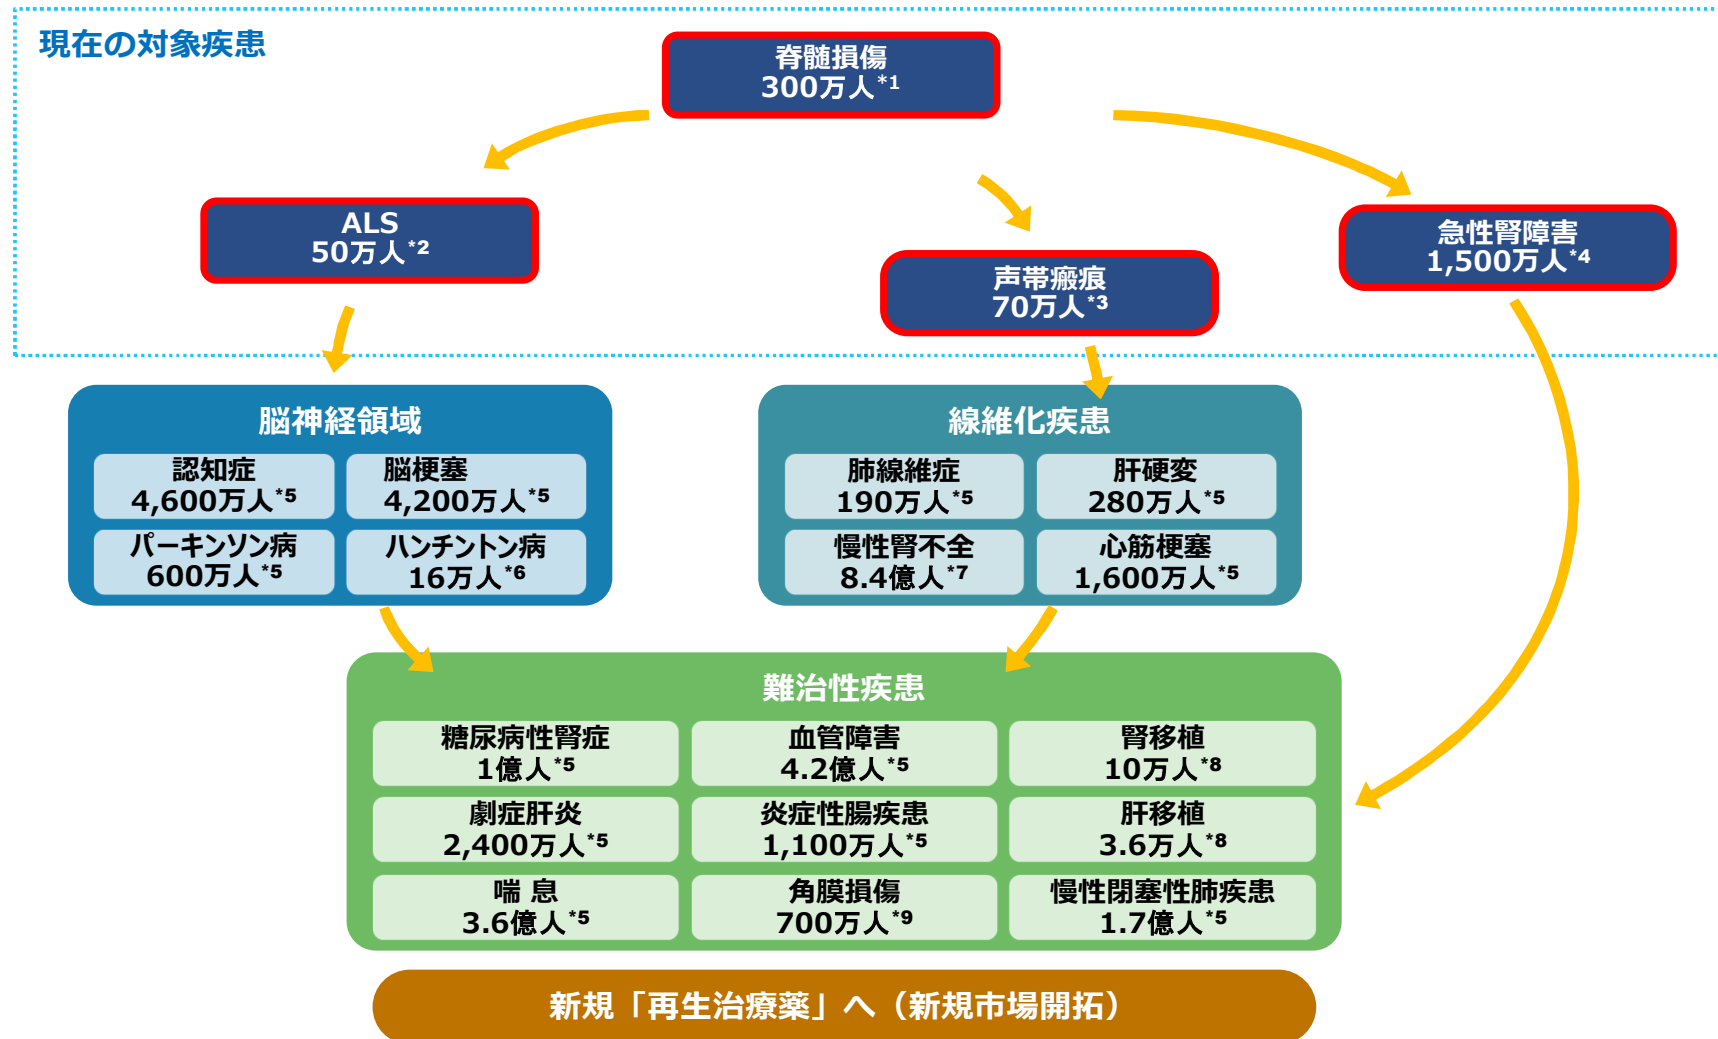 現在の対象疾患
脊髄損傷
300万人*1
ALS
50万人*2
声帯瘢痕
70万人*3
急性腎障害
1,500万人*4
脳神経領域
認知症
4,600万人*5
脳梗塞
4,200万人*5
パーキンソン病
600万人*5
ハンチントン病
16万人*6
線維化疾患
肺線維症
190万人*5
肝硬変
280万人*5
慢性腎不全
8.4億人*7
心筋梗塞
1,600万人*5
難治性疾患
糖尿病性腎症
1億人*5
血管障害
4.2億人*5
腎移植
10万人*8
劇症肝炎
2,400万人*5
炎症性腸疾患
1,100万人*5
肝移植
3.6万人*8
喘 息
3.6億人*5
角膜損傷
700万人*9
慢性閉塞性肺疾患
1.7億人*5
新規「再生治療薬」へ（新規市場開拓）